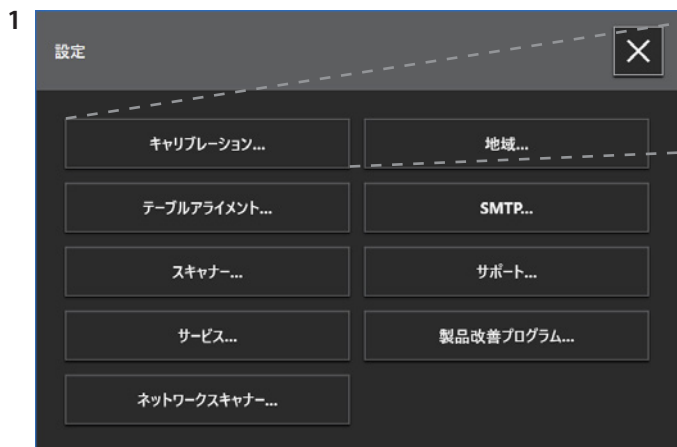 1
設定
キャリブレーション...
地域...
テーブルアライメント...
SMTP...
スキャナー...
サポート...
サービス...
製品改善プログラム...
ネットワークスキャナー...